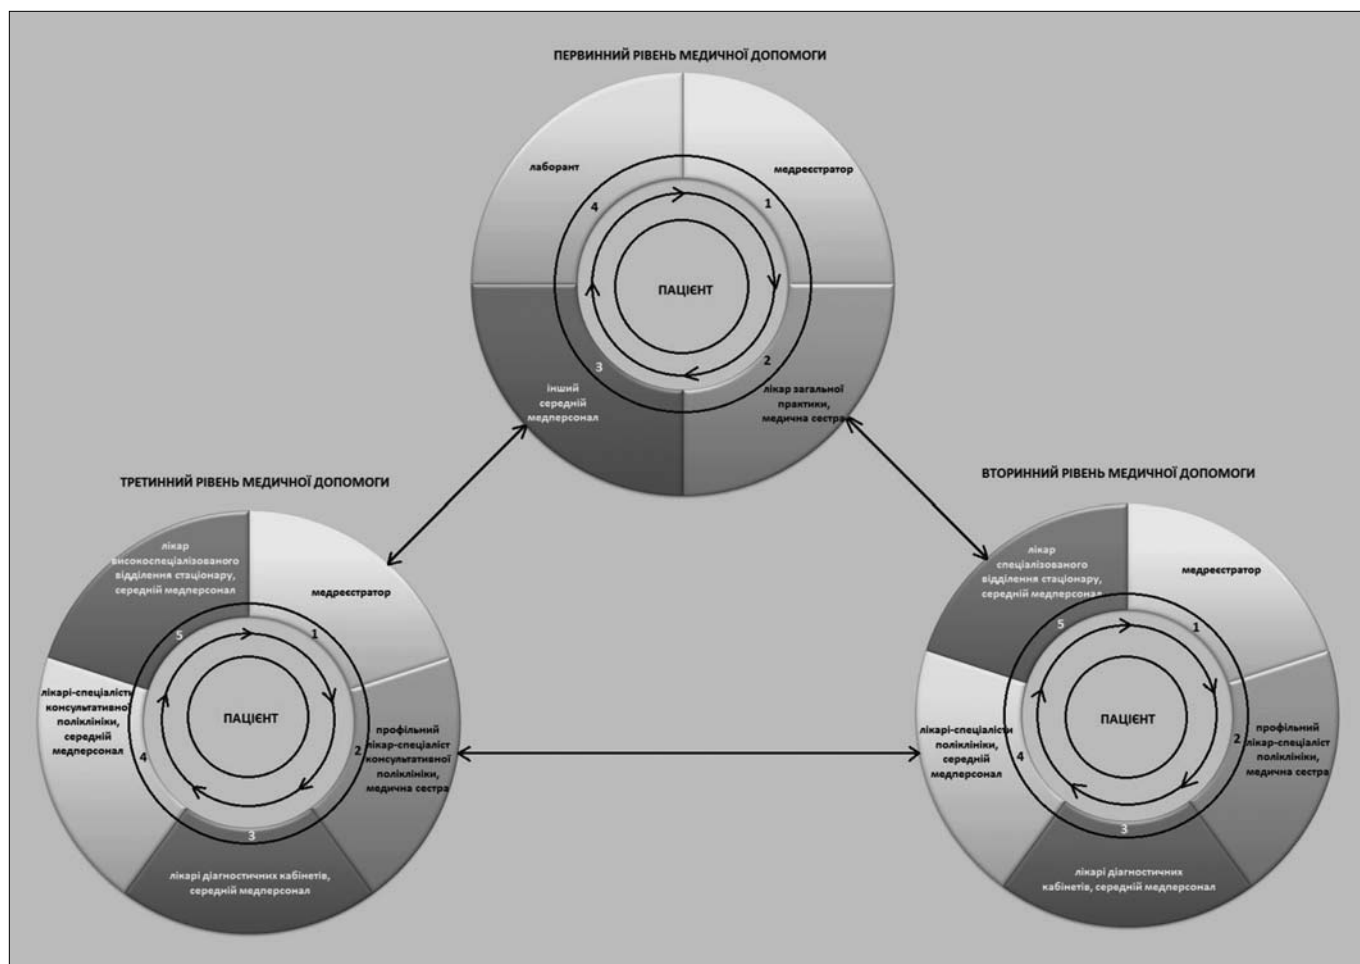 ПЕРВИННИЙ РІВЕНЬ МЕДИЧНОЇ ДОПОМОГИ
лаборант
медреєстратор
4
1
ПАЦІЄНТ
3
2
інший
середній
медперсонал
лікар загальної
практики,
медична сестра
ТРЕТИННИЙ РІВЕНЬ МЕДИЧНОЇ ДОПОМОГИ
лікар
високоспеціалізованого
відділення стаціонару,
середній медперсонал
медреєстратор
5
1
лікарі-спеціалісти
консультативної
поліклініки,
середній
медперсонал
ПАЦІЄНТ
4
2
профільний
лікар-спеціаліст
консультативної
поліклініки,
медична сестра
3
лікарі діагностичних кабінетів,
середній медперсонал
ВТОРИННИЙ РІВЕНЬ МЕДИЧНОЇ ДОПОМОГИ
лікар
спеціалізованого
відділення стаціонару,
середній медперсонал
медреєстратор
5
1
лікарі-спеціалісти
поліклініки,
середній
медперсонал
ПАЦІЄНТ
4
2
профільний
лікар-спеціаліст
поліклініки,
медична сестра
3
лікарі діагностичних
кабінетів, середній медперсонал